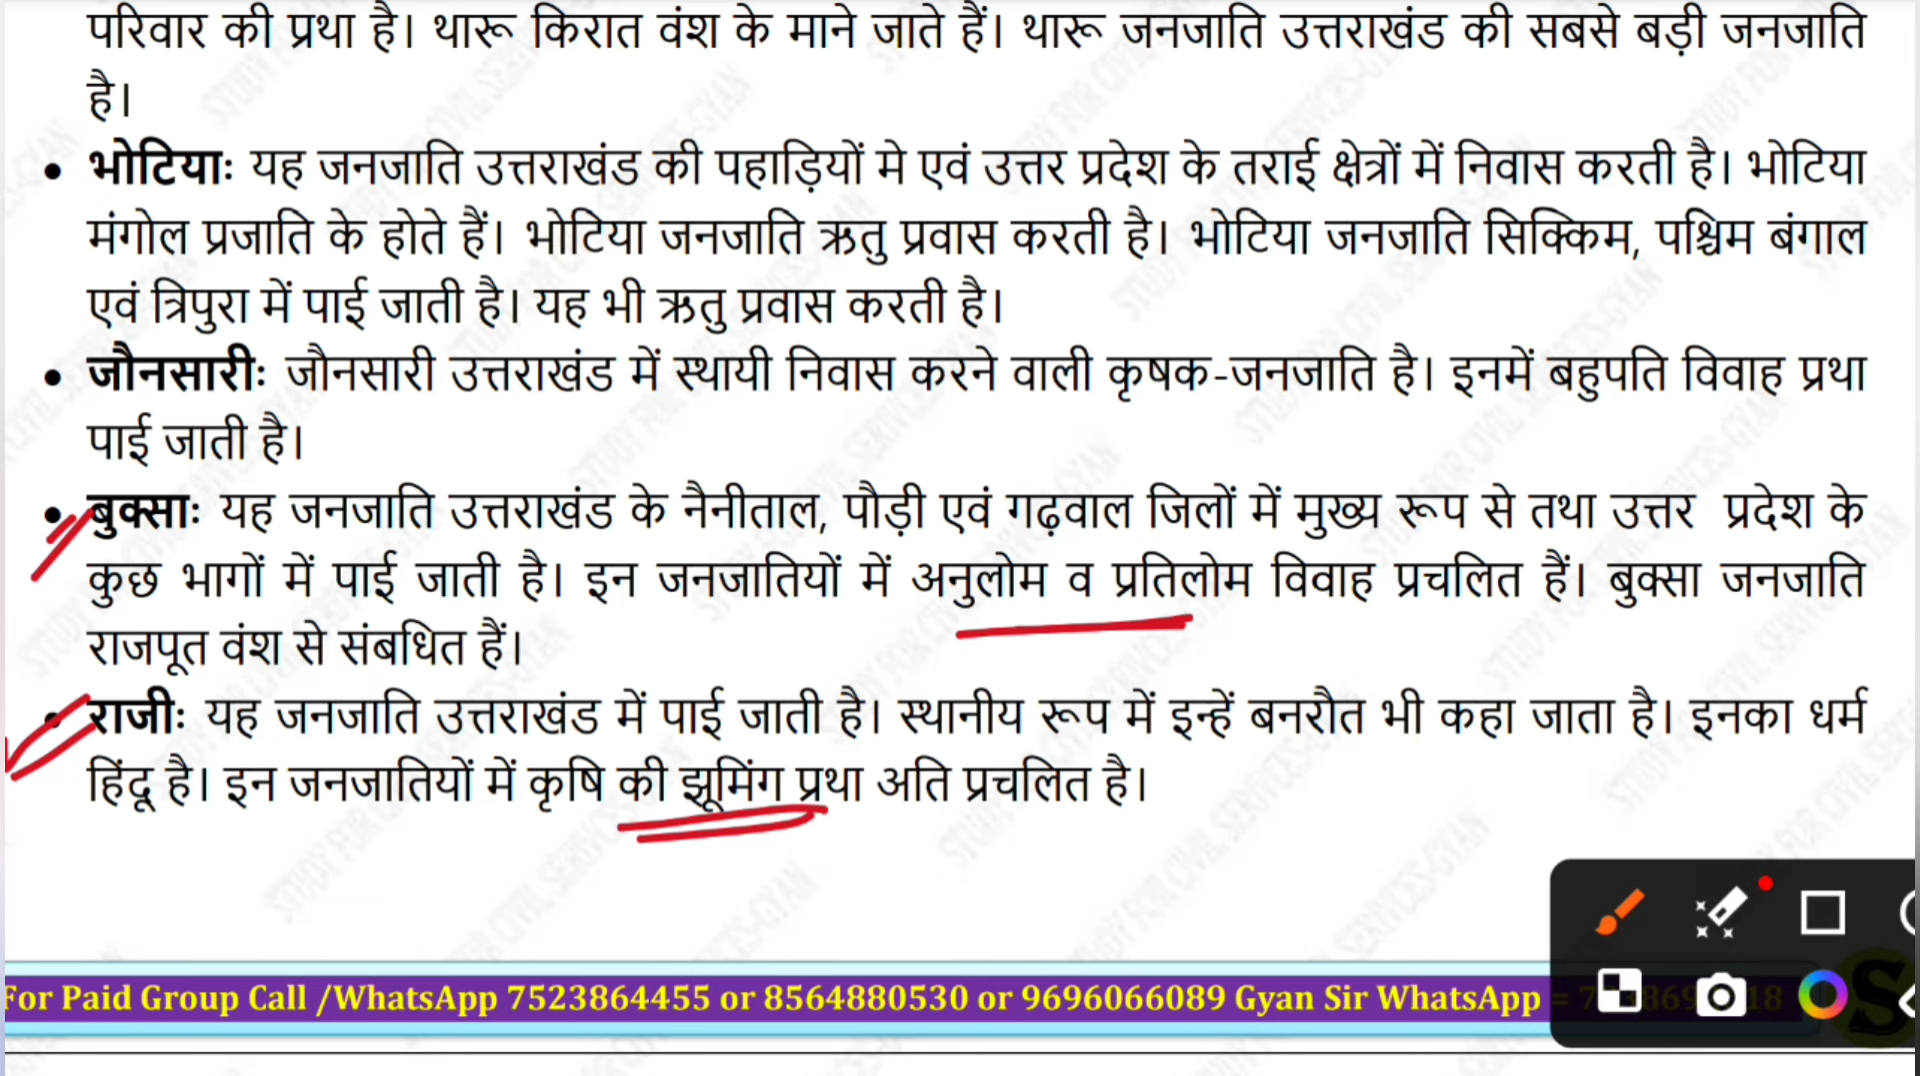 परिवार की प्रथा है। थारू किरात वंश के माने जाते हैं। थारू जनजाति उत्तराखंड की सबसे बड़ी जनजाति
है।
• भोटियाः यह जनजाति उत्तराखंड की पहाड़ियों मे एवं उत्तर प्रदेश के तराई क्षेत्रों में निवास करती है। भोटिया
मंगोल प्रजाति के होते हैं। भोटिया जनजाति ऋतु प्रवास करती है। भोटिया जनजाति सिक्किम, पश्चिम बंगाल
एवं त्रिपुरा में पाई जाती है। यह भी ऋतु प्रवास करती है।
• जौनसारीः जौनसारी उत्तराखंड में स्थायी निवास करने वाली कृषक-जनजाति है। इनमें बहुपति विवाह प्रथा
पाई जाती है।
• बुक्साः यह जनजाति उत्तराखंड के नैनीताल, पौड़ी एवं गढ़वाल जिलों में मुख्य रूप से तथा उत्तर प्रदेश के
कुछ भागों में पाई जाती है। इन जनजातियों में अनुलोम व प्रतिलोम विवाह प्रचलित हैं। बुक्सा जनजाति
राजपूत वंश से संबधित हैं।
• राजीः यह जनजाति उत्तराखंड में पाई जाती है। स्थानीय रूप में इन्हें बनरौत भी कहा जाता है। इनका धर्म
हिंदू है। इन जनजातियों में कृषि की झूमिंग प्रथा अति प्रचलित है।
For Paid Group Call /WhatsApp 7523864455 or 8564880530 or 9696066089 Gyan Sir WhatsApp